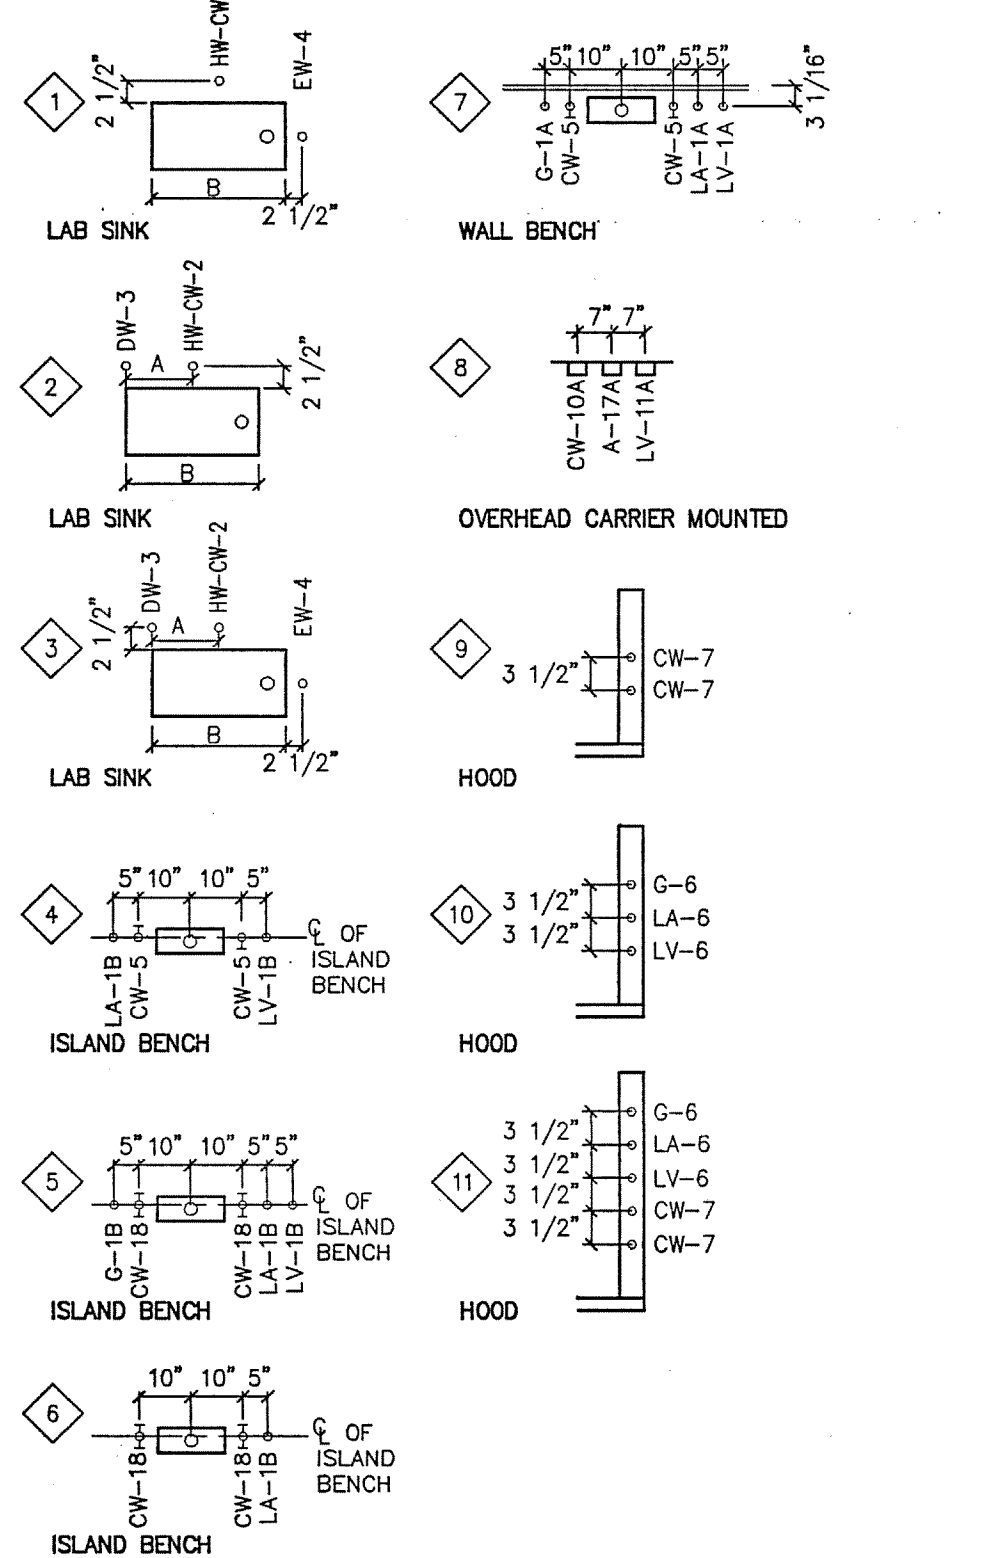 1
2 1/2"
HW-CW
EW-4
B
2 1/2"
LAB SINK
2
DW-3
A
HW-CW-2
2 1/2"
B
LAB SINK
3
2 1/2"
DW-3
A
HW-CW-2
EW-4
B
2 1/2"
LAB SINK
4
5" 10" 10" 5"
℄ OF
ISLAND
BENCH
LA-1B
CW-5
CW-5
LV-1B
ISLAND BENCH
5
5" 10" 10" 5" 5"
℄ OF
ISLAND
BENCH
G-1B
CW-18
CW-18
LA-1B
LV-1B
ISLAND BENCH
6
10" 10" 5"
℄ OF
ISLAND
BENCH
CW-18
CW-18
LA-1B
ISLAND BENCH
7
5" 10" 10" 5" 5"
3 1/16"
G-1A
CW-5
CW-5
LA-1A
LV-1A
WALL BENCH
8
7" 7"
CW-10A
A-17A
LV-11A
OVERHEAD CARRIER MOUNTED
9
3 1/2"
CW-7
CW-7
HOOD
10
3 1/2"
3 1/2"
G-6
LA-6
LV-6
HOOD
11
3 1/2"
3 1/2"
3 1/2"
3 1/2"
G-6
LA-6
LV-6
CW-7
CW-7
HOOD